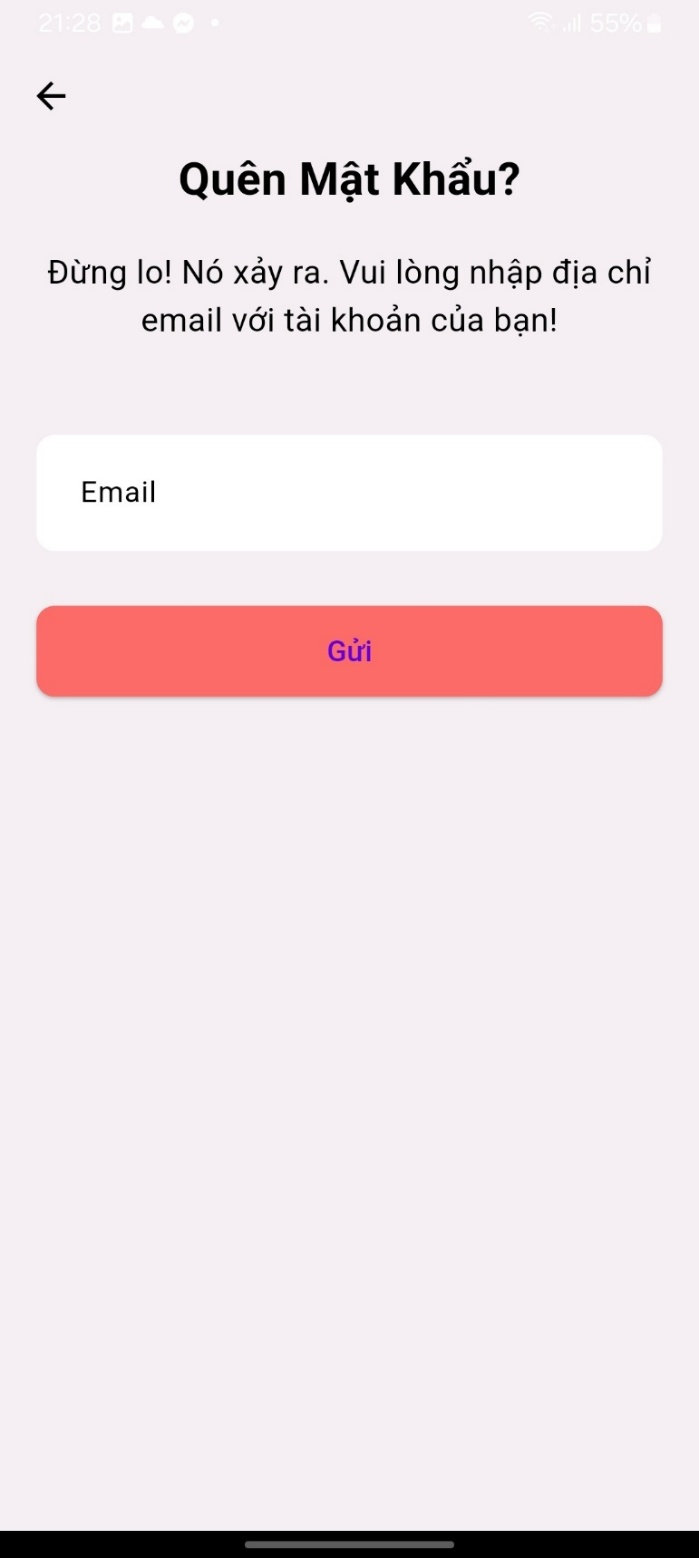 21:28 55%
Quên Mật Khẩu?
Đừng lo! Nó xảy ra. Vui lòng nhập địa chỉ
email với tài khoản của bạn!
Email
Gửi